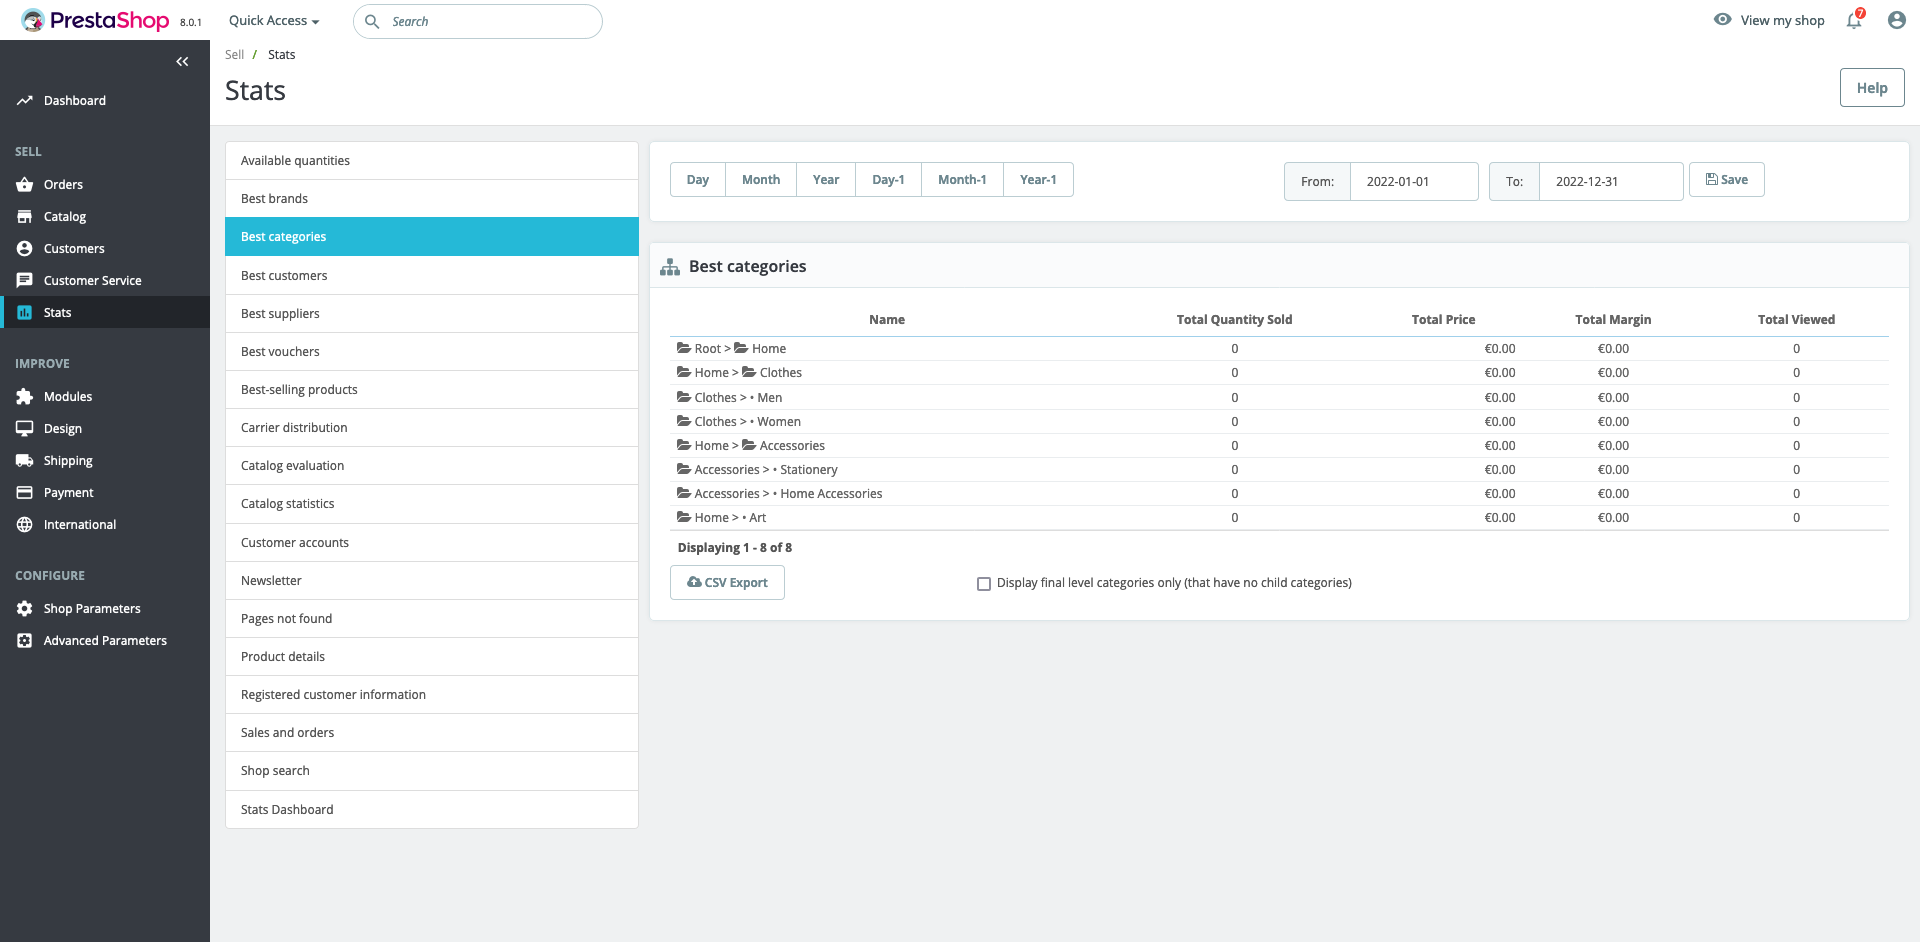 PrestaShop 8.0.1 Quick Access Search View my shop 7
Sell / Stats
Stats
Help
Dashboard
SELL
Orders
Catalog
Customers
Customer Service
Stats
IMPROVE
Modules
Design
Shipping
Payment
International
CONFIGURE
Shop Parameters
Advanced Parameters
Available quantities
Best brands
Best categories
Best customers
Best suppliers
Best vouchers
Best-selling products
Carrier distribution
Catalog evaluation
Catalog statistics
Customer accounts
Newsletter
Pages not found
Product details
Registered customer information
Sales and orders
Shop search
Stats Dashboard
Day Month Year Day-1 Month-1 Year-1 From: 2022-01-01 To: 2022-12-31 Save
Best categories
Name Total Quantity Sold Total Price Total Margin Total Viewed
Root > Home 0 €0.00 €0.00 0
Home > Clothes 0 €0.00 €0.00 0
Clothes > • Men 0 €0.00 €0.00 0
Clothes > • Women 0 €0.00 €0.00 0
Home > Accessories 0 €0.00 €0.00 0
Accessories > • Stationery 0 €0.00 €0.00 0
Accessories > • Home Accessories 0 €0.00 €0.00 0
Home > • Art 0 €0.00 €0.00 0
Displaying 1 - 8 of 8
CSV Export Display final level categories only (that have no child categories)